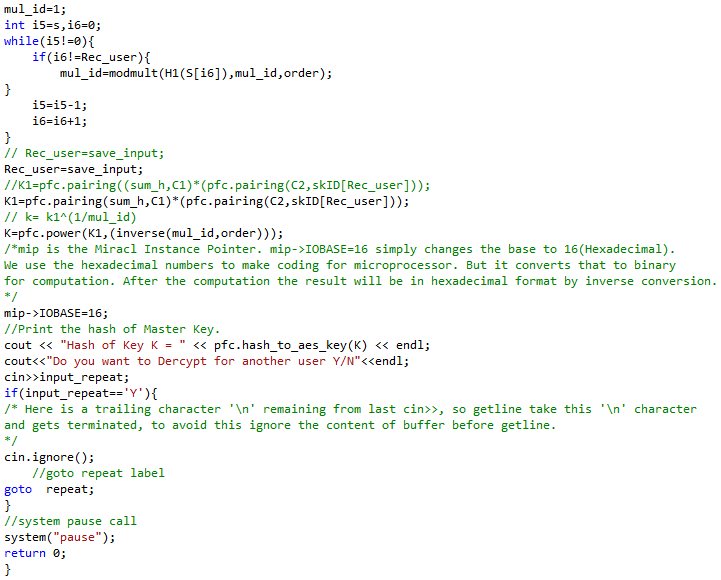 mul_id=1;
int i5=s,i6=0;
while(i5!=0){
    if(i6!=Rec_user){
        mul_id=modmult(H1(S[i6]),mul_id,order);
}
    i5=i5-1;
    i6=i6+1;
}
// Rec_user=save_input;
Rec_user=save_input;
//K1=pfc.pairing((sum_h,C1)*(pfc.pairing(C2,skID[Rec_user]));
K1=pfc.pairing(sum_h,C1)*(pfc.pairing(C2,skID[Rec_user]));
// k= k1^(1/mul_id)
K=pfc.power(K1,(inverse(mul_id,order)));
/*mip is the Miracl Instance Pointer. mip->IOBASE=16 simply changes the base to 16(Hexadecimal).
We use the hexadecimal numbers to make coding for microprocessor. But it converts that to binary
for computation. After the computation the result will be in hexadecimal format by inverse conversion.
*/
mip->IOBASE=16;
//Print the hash of Master Key.
cout << "Hash of Key K = " << pfc.hash_to_aes_key(K) << endl;
cout<<"Do you want to Dercypt for another user Y/N"<<endl;
cin>>input_repeat;
if(input_repeat=='Y'){
/* Here is a trailing character '\n' remaining from last cin>>, so getline take this '\n' character
and gets terminated, to avoid this ignore the content of buffer before getline.
*/
cin.ignore();
    //goto repeat label
goto  repeat;
}
//system pause call
system("pause");
return 0;
}